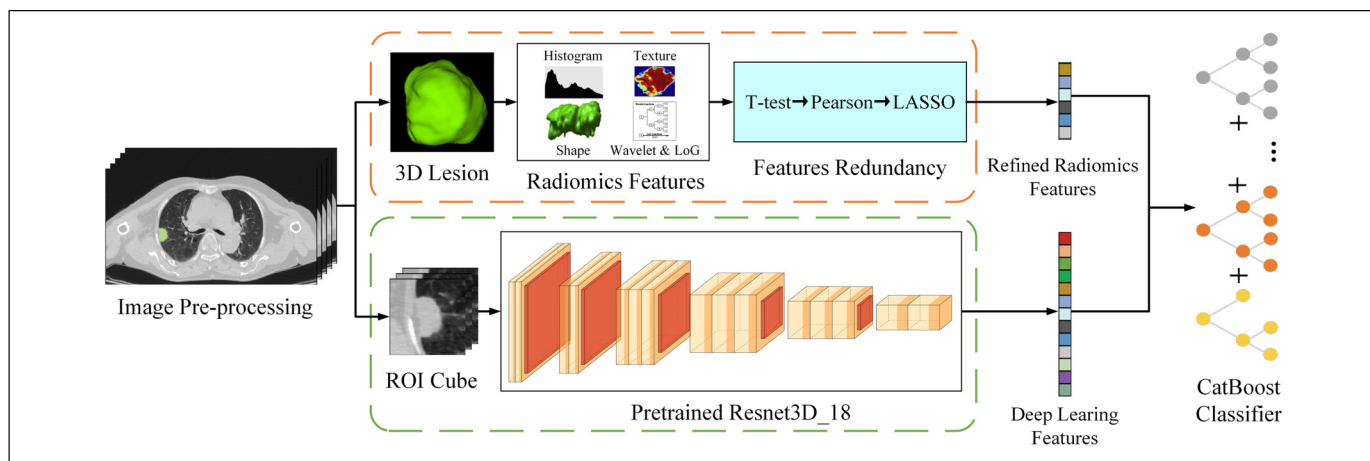 Image Pre-processing
3D Lesion
Histogram
Texture
Shape
Wavelet & LoG
Radiomics Features
T-test→Pearson→LASSO
Features Redundancy
Refined Radiomics
Features
ROI Cube
Pretrained Resnet3D_18
Deep Learing
Features
+
...
+
+
CatBoost
Classifier